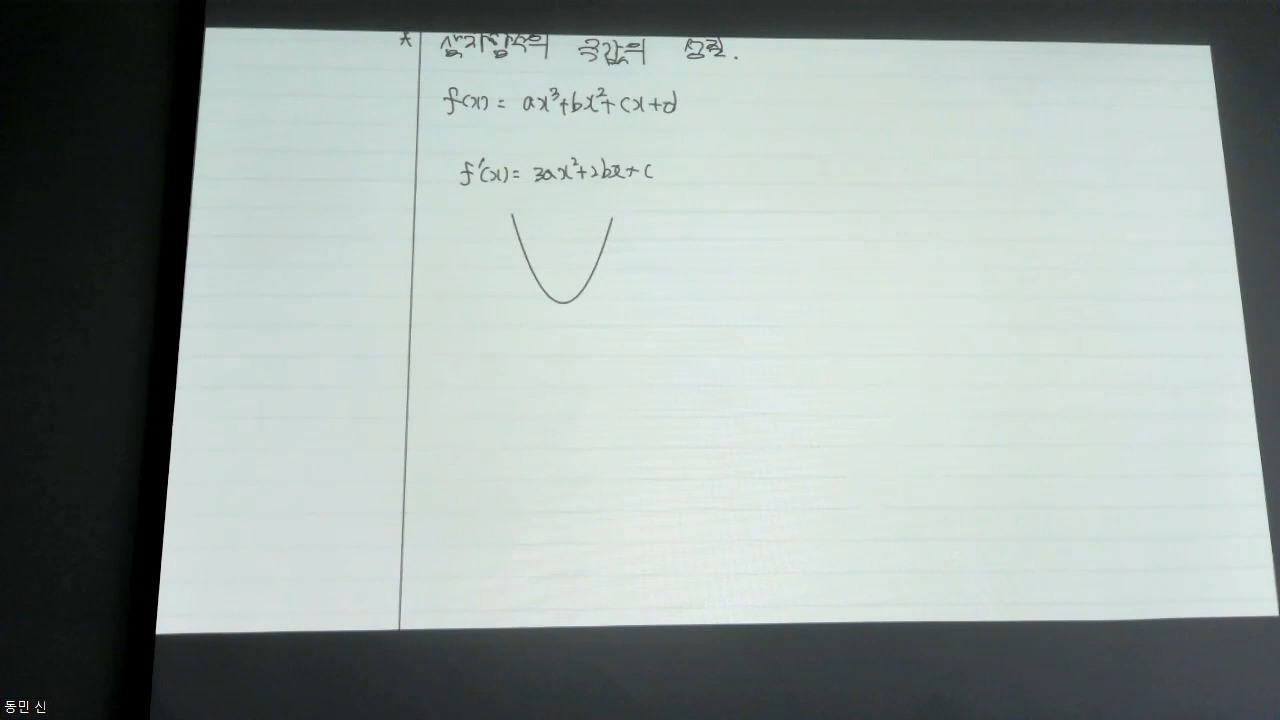 * 삼차함수의 극값의 성질.
f(x) = ax³+bx²+cx+d
f'(x) = 3ax²+2bx+c
동민 신